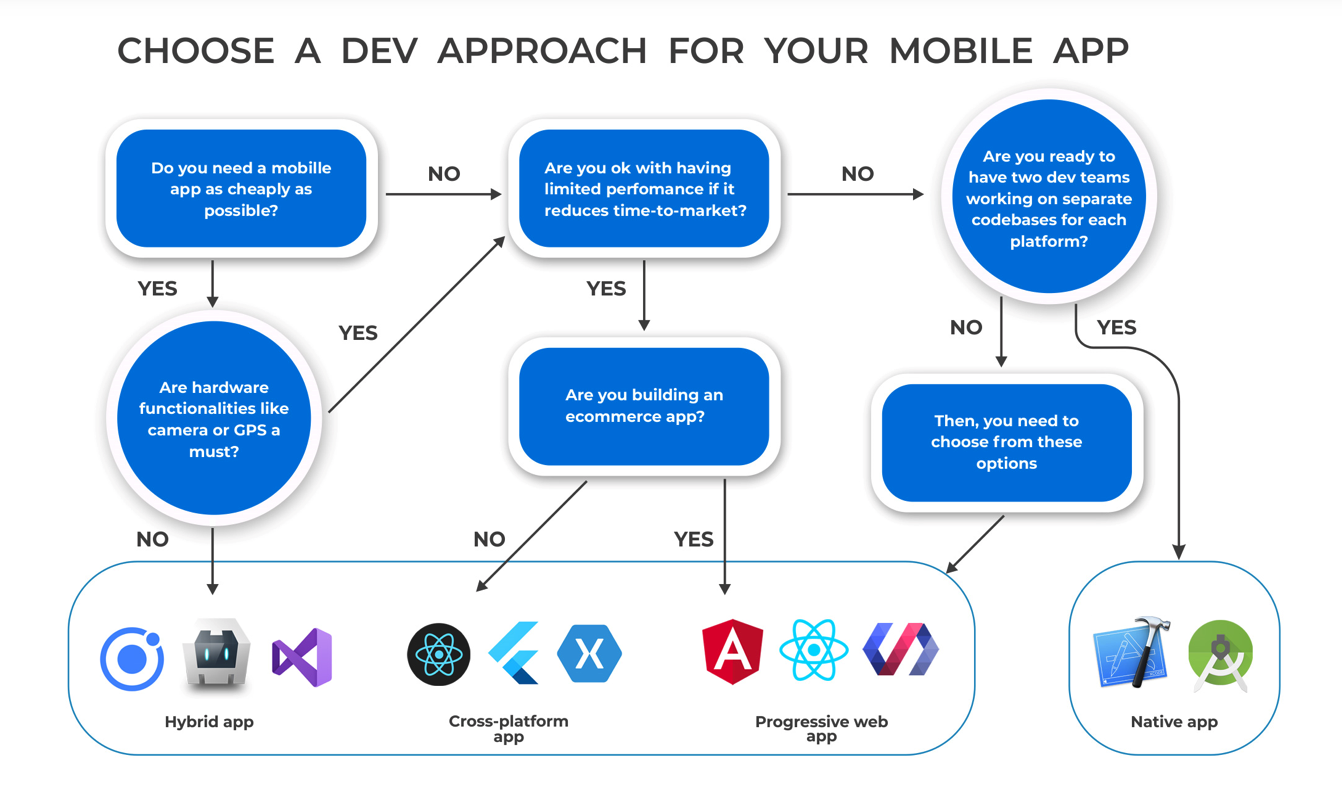 CHOOSE A DEV APPROACH FOR YOUR MOBILE APP
Do you need a mobille
app as cheaply as
possible?
NO
Are you ok with having
limited perfomance if it
reduces time-to-market?
NO
Are you ready to
have two dev teams
working on separate
codebases for each
platform?
YES
YES
YES
NO
YES
Are hardware
functionalities like
camera or GPS a
must?
Are you building an
ecommerce app?
Then, you need to
choose from these
options
NO
NO
YES
Hybrid app
Cross-platform
app
Progressive web
app
Native app